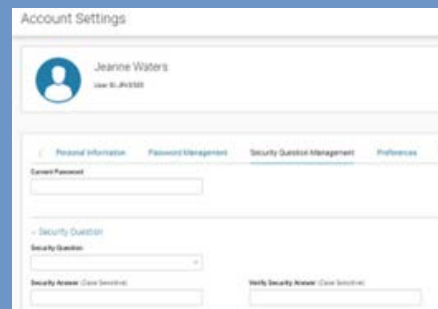 Account Settings
Jeanne Waters
Personal Information Password Management Security Question Management Preferences
Current Password
Security Question
Security Question
Security Answer (Case Sensitive) Verify Security Answer (Case Sensitive)